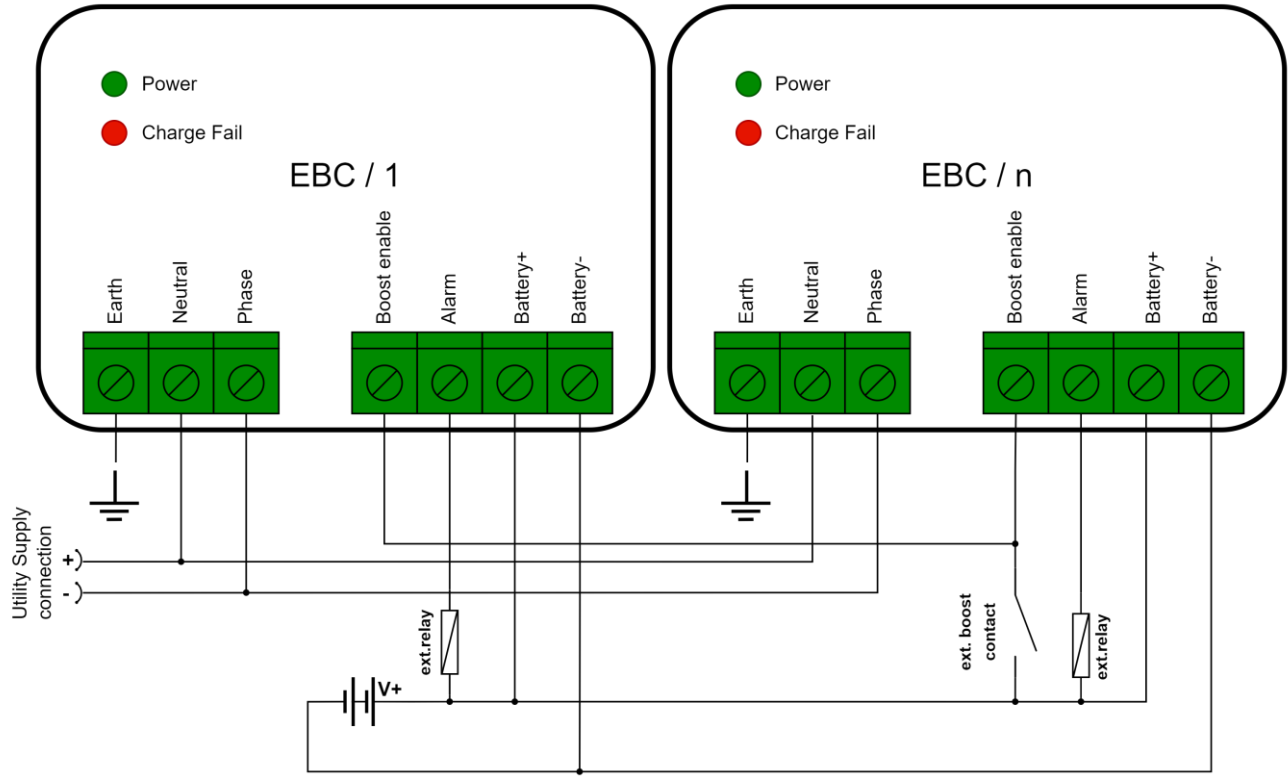 Power
Charge Fail
EBC / 1
Earth
Neutral
Phase
Boost enable
Alarm
Battery+
Battery-
Power
Charge Fail
EBC / n
Earth
Neutral
Phase
Boost enable
Alarm
Battery+
Battery-
Utility Supply
connection
+
-
ext.relay
V+
ext. boost
contact
ext.relay